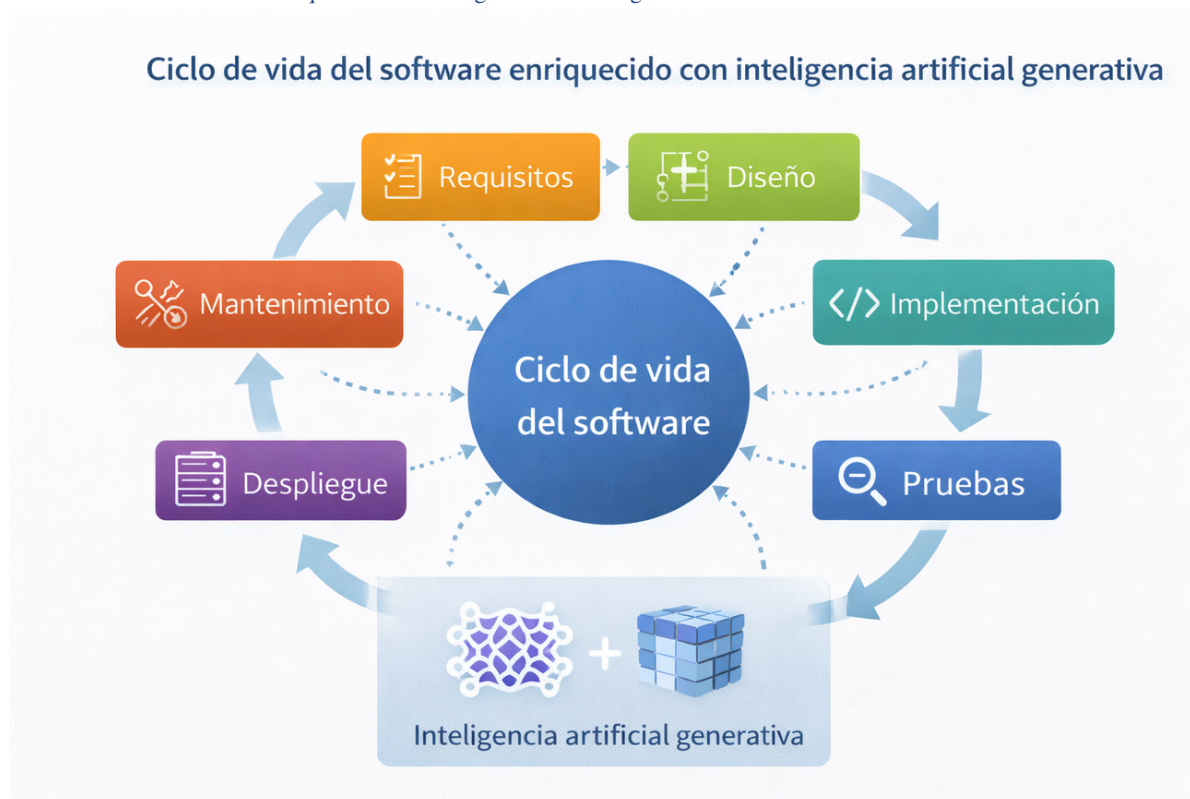 Ciclo de vida del software enriquecido con inteligencia artificial generativa
Requisitos
Diseño
Mantenimiento
</> Implementación
Ciclo de vida
del software
Despliegue
Pruebas
+
Inteligencia artificial generativa